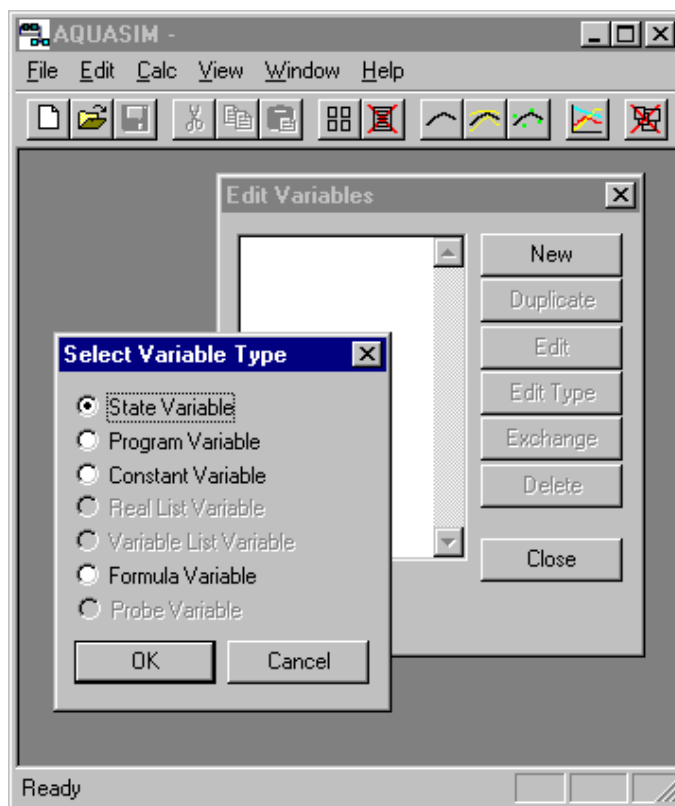 AQUASIM -
File Edit Calc View Window Help
Edit Variables
New
Duplicate
Edit
Edit Type
Exchange
Delete
Close
Select Variable Type
State Variable
Program Variable
Constant Variable
Real List Variable
Variable List Variable
Formula Variable
Probe Variable
OK Cancel
Ready